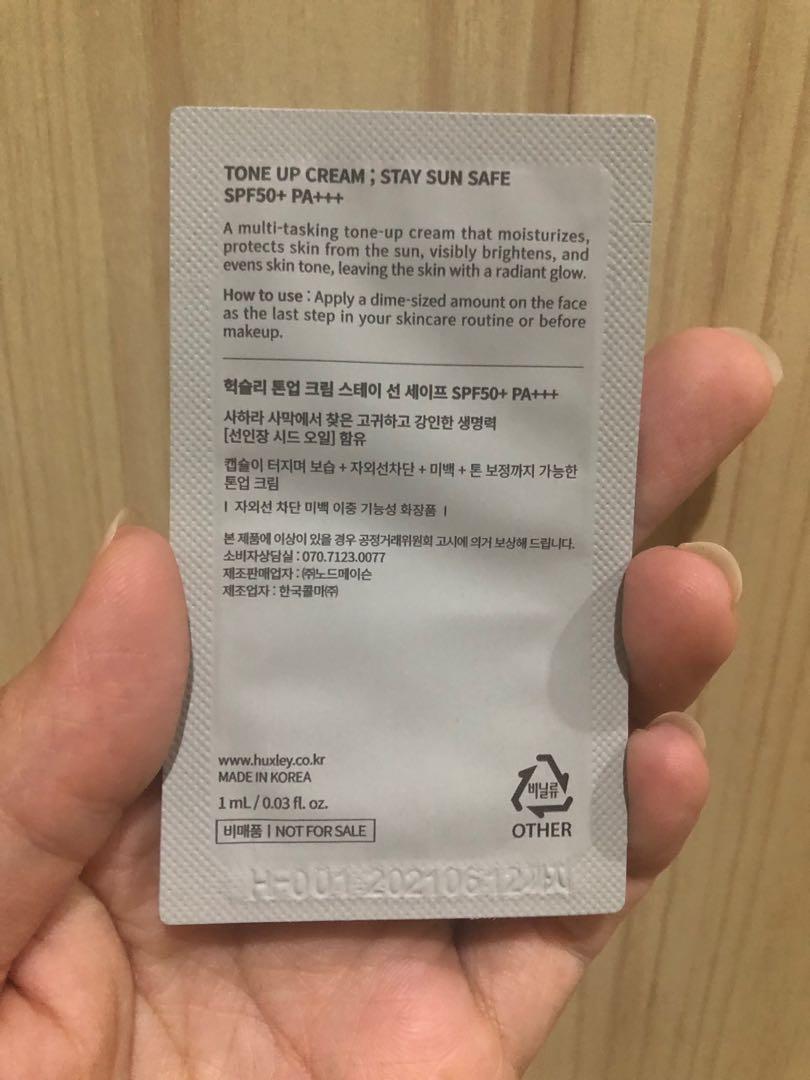 TONE UP CREAM ; STAY SUN SAFE
SPF50+ PA+++
A multi-tasking tone-up cream that moisturizes,
protects skin from the sun, visibly brightens, and
evens skin tone, leaving the skin with a radiant glow.
How to use : Apply a dime-sized amount on the face
as the last step in your skincare routine or before
makeup.
헉슬리 톤업 크림 스테이 선 세이프 SPF50+ PA+++
사하라 사막에서 찾은 고귀하고 강인한 생명력
[선인장 시드 오일] 함유
캡슐이 터지며 보습 + 자외선차단 + 미백 + 톤 보정까지 가능한
톤업 크림
| 자외선 차단 미백 이중 기능성 화장품 |
본 제품에 이상이 있을 경우 공정거래위원회 고시에 의거 보상해 드립니다.
소비자상담실 : 070.7123.0077
제조판매업자 : ㈜노드메이슨
제조업자 : 한국콜마㈜
www.huxley.co.kr
MADE IN KOREA
1 mL / 0.03 fl. oz.
비매품 | NOT FOR SALE
비닐류
OTHER
H-001 20210612까지